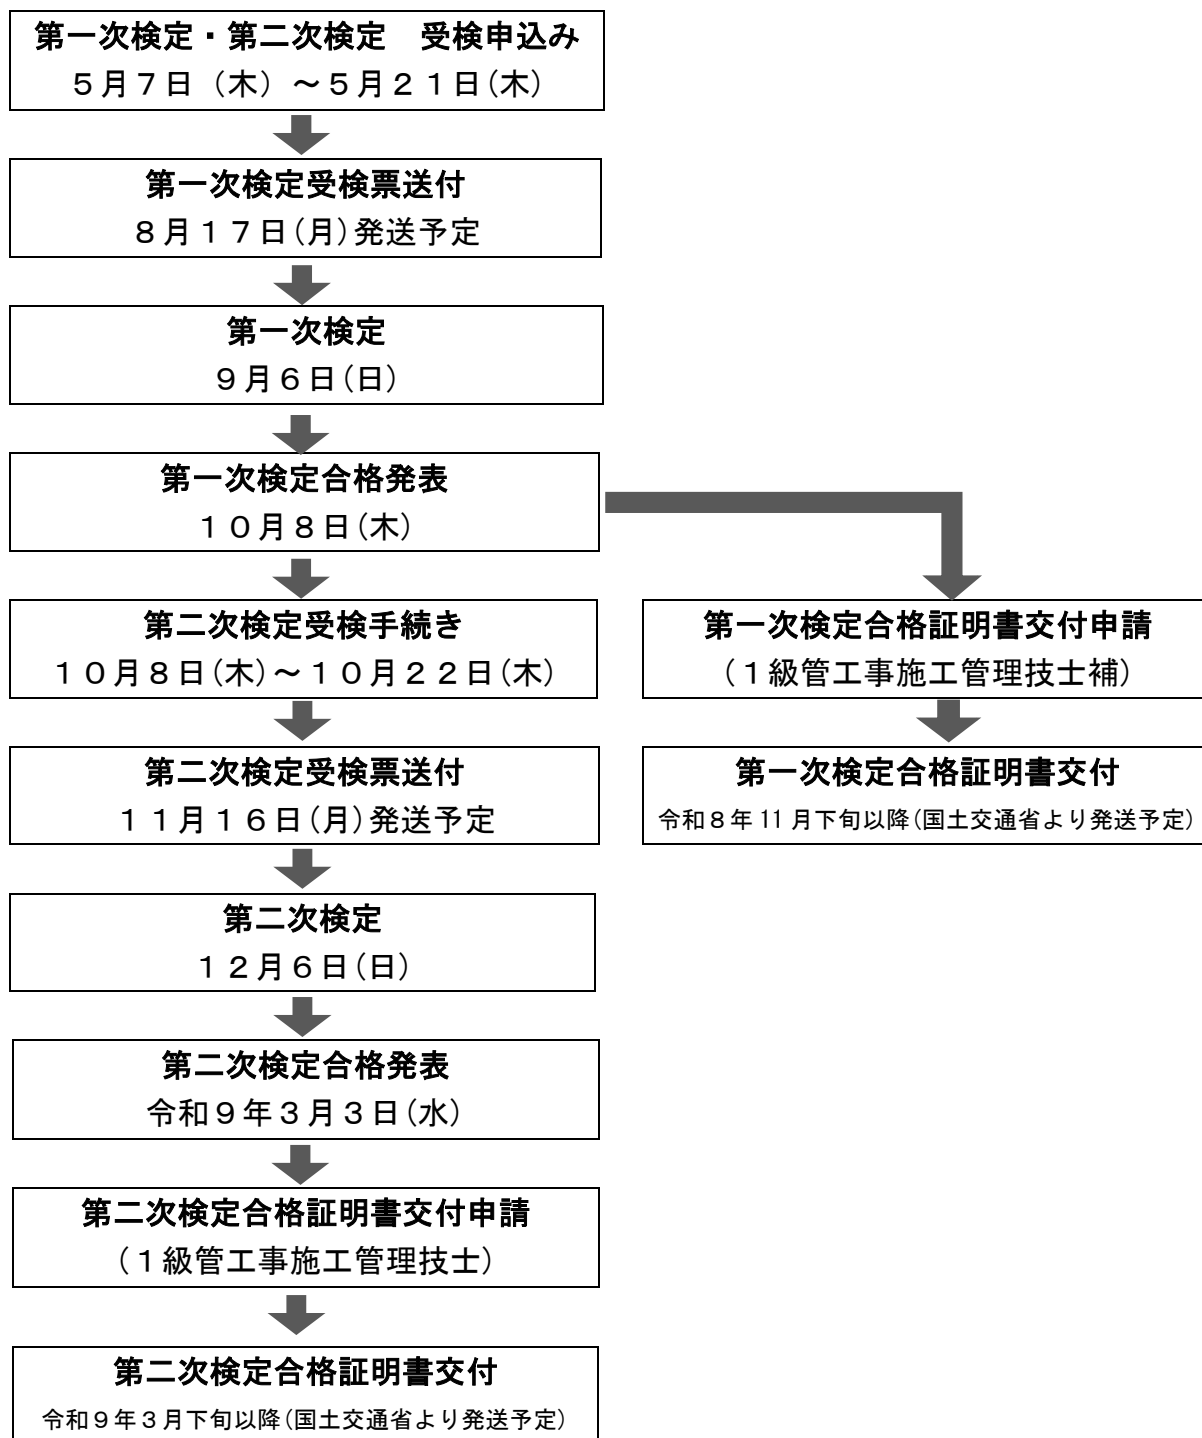 第一次検定・第二次検定　受検申込み
５月７日（木）～５月２１日(木)
第一次検定受検票送付
８月１７日(月)発送予定
第一次検定
９月６日(日)
第一次検定合格発表
１０月８日(木)
第二次検定受検手続き
１０月８日(木)～１０月２２日(木)
第一次検定合格証明書交付申請
(１級管工事施工管理技士補)
第二次検定受検票送付
１１月１６日(月)発送予定
第一次検定合格証明書交付
令和８年 11 月下旬以降(国土交通省より発送予定)
第二次検定
１２月６日(日)
第二次検定合格発表
令和９年３月３日(水)
第二次検定合格証明書交付申請
(１級管工事施工管理技士)
第二次検定合格証明書交付
令和９年３月下旬以降(国土交通省より発送予定)